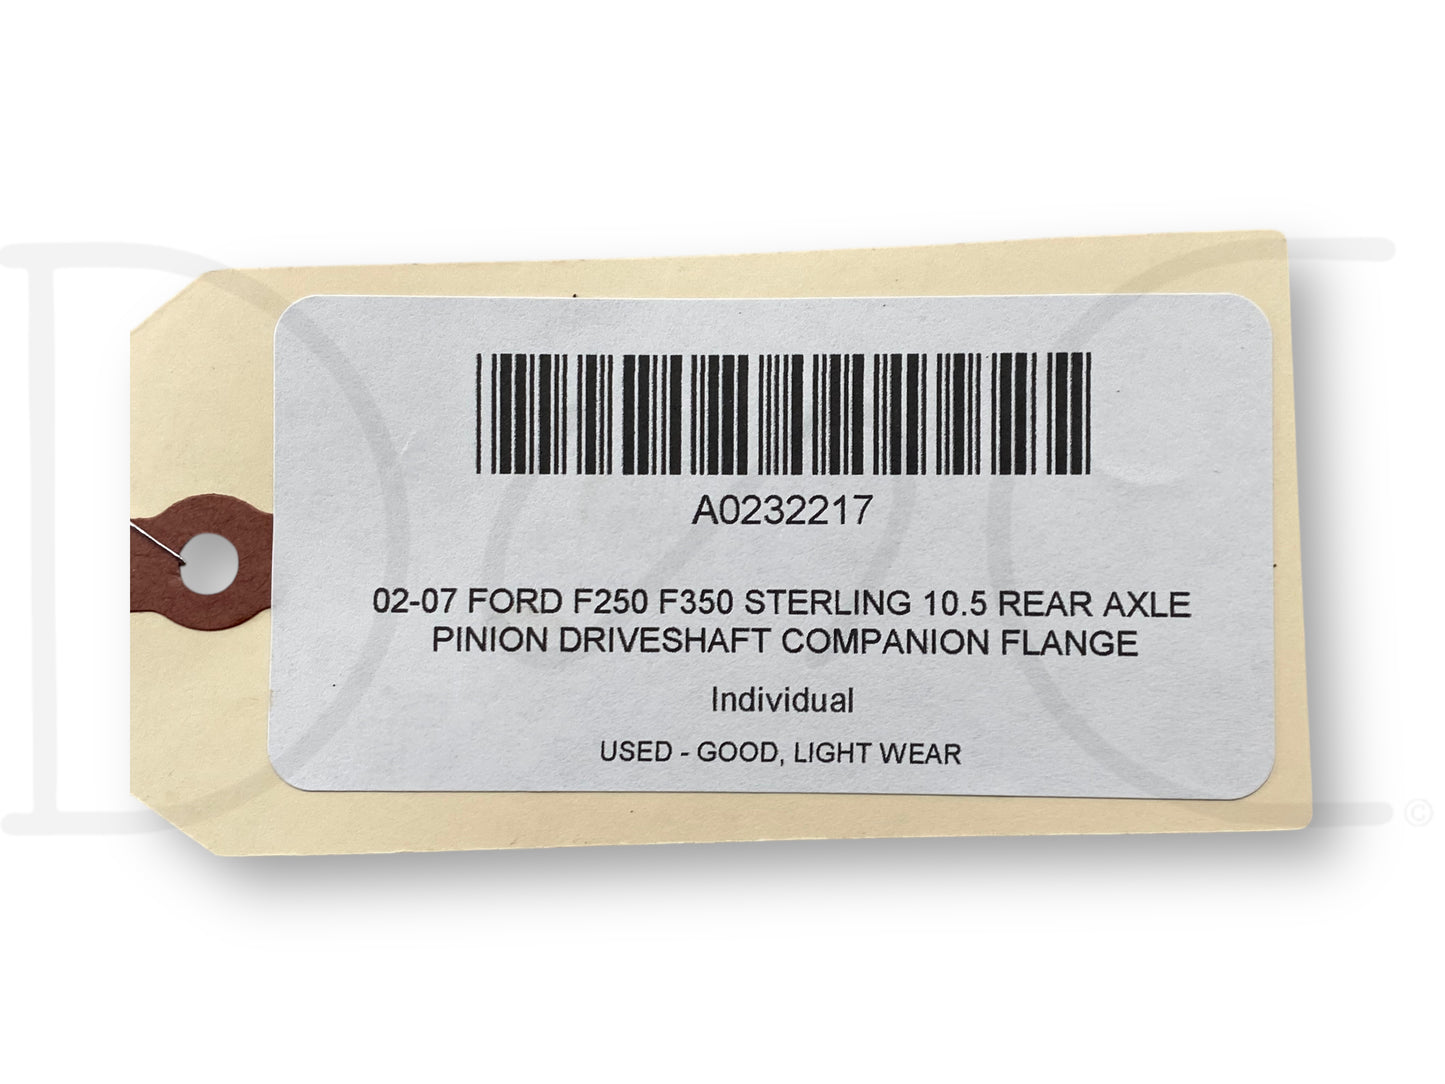 A0232217
02-07 FORD F250 F350 STERLING 10.5 REAR AXLE
PINION DRIVESHAFT COMPANION FLANGE
Individual
USED - GOOD, LIGHT WEAR